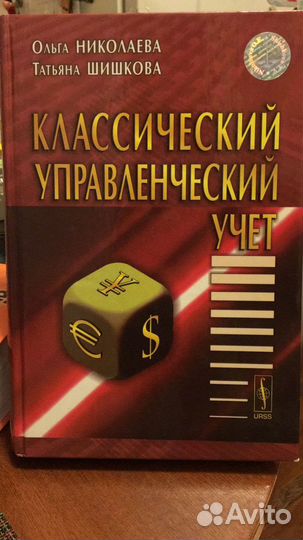 Ольга НИКОЛАЕВА
Татьяна ШИШКОВА
КЛАССИЧЕСКИЙ
УПРАВЛЕНЧЕСКИЙ
УЧЕТ
¥
€
$
URSS
Avito